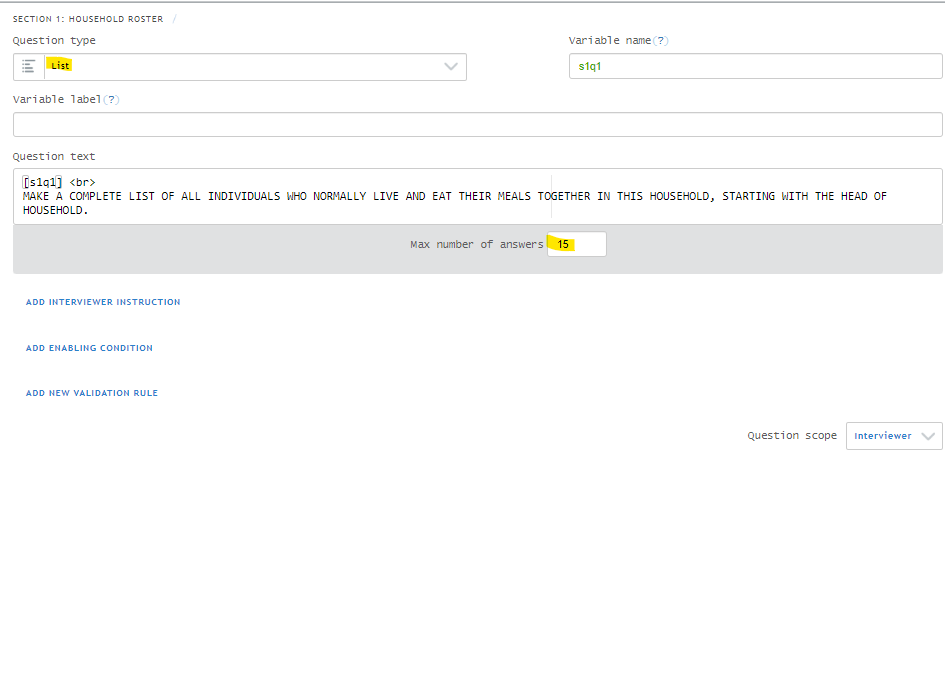 SECTION 1: HOUSEHOLD ROSTER /
Question type
Variable name(?)
List
s1q1
Variable label(?)
Question text
[s1q1] <br>
MAKE A COMPLETE LIST OF ALL INDIVIDUALS WHO NORMALLY LIVE AND EAT THEIR MEALS TOGETHER IN THIS HOUSEHOLD, STARTING WITH THE HEAD OF
HOUSEHOLD.
Max number of answers 15
ADD INTERVIEWER INSTRUCTION
ADD ENABLING CONDITION
ADD NEW VALIDATION RULE
Question scope Interviewer